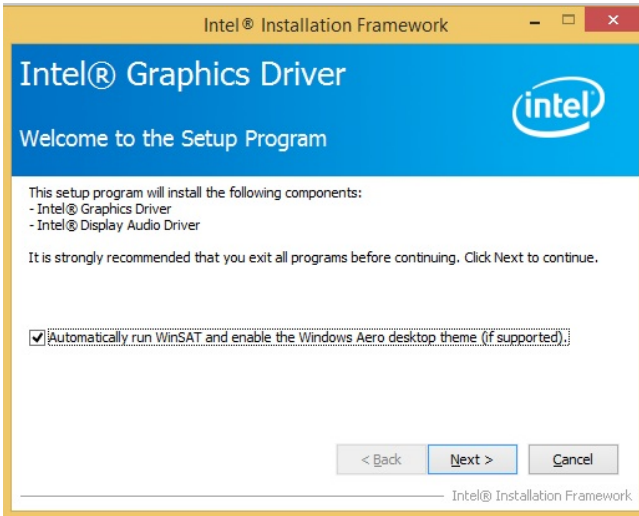 Intel® Installation Framework
Intel® Graphics Driver
intel
Welcome to the Setup Program
This setup program will install the following components:
- Intel® Graphics Driver
- Intel® Display Audio Driver
It is strongly recommended that you exit all programs before continuing. Click Next to continue.
Automatically run WinSAT and enable the Windows Aero desktop theme (if supported).
< Back Next > Cancel
Intel® Installation Framework